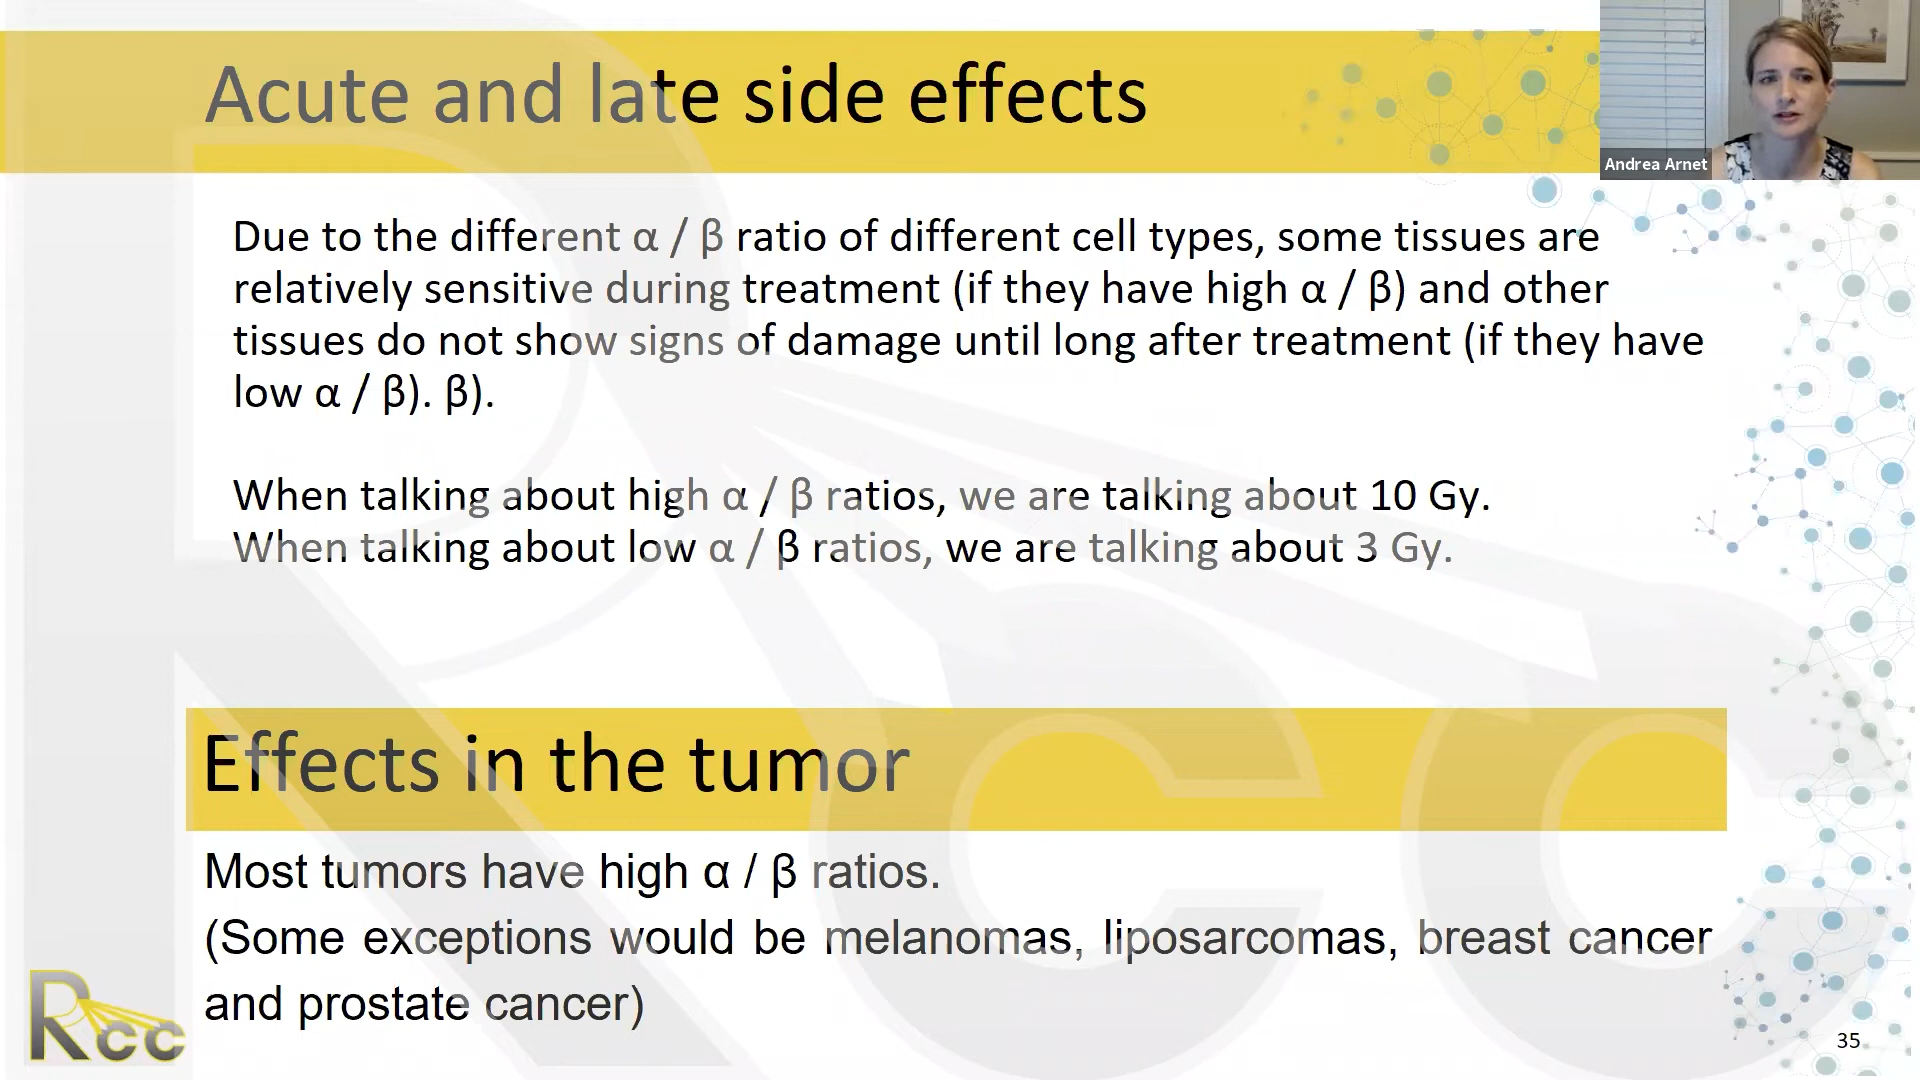 Acute and late side effects
Andrea Arnet
Due to the different α / β ratio of different cell types, some tissues are
relatively sensitive during treatment (if they have high α / β) and other
tissues do not show signs of damage until long after treatment (if they have
low α / β). β).
When talking about high α / β ratios, we are talking about 10 Gy.
When talking about low α / β ratios, we are talking about 3 Gy.
Effects in the tumor
Most tumors have high α / β ratios.
(Some exceptions would be melanomas, liposarcomas, breast cancer
and prostate cancer)
Rcc
35